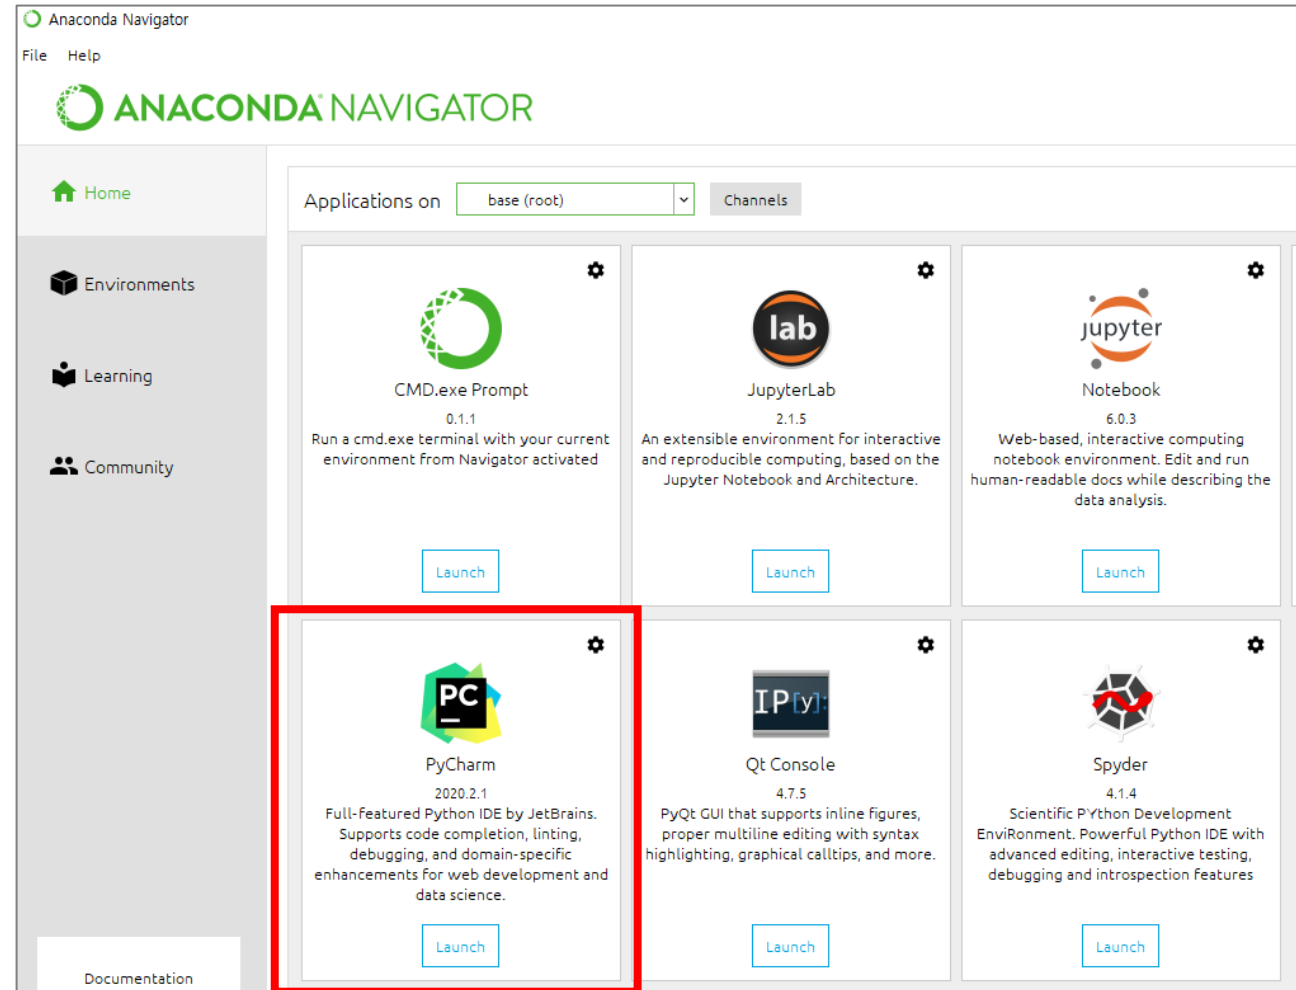 Anaconda Navigator
File Help
ANACONDA NAVIGATOR
Home
Environments
Learning
Community
Documentation
Applications on base (root) Channels
CMD.exe Prompt
0.1.1
Run a cmd.exe terminal with your current
environment from Navigator activated
Launch
lab
JupyterLab
2.1.5
An extensible environment for interactive
and reproducible computing, based on the
Jupyter Notebook and Architecture.
Launch
jupyter
Notebook
6.0.3
Web-based, interactive computing
notebook environment. Edit and run
human-readable docs while describing the
data analysis.
Launch
PC
PyCharm
2020.2.1
Full-featured Python IDE by JetBrains.
Supports code completion, linting,
debugging, and domain-specific
enhancements for web development and
data science.
Launch
IP[y]:
Qt Console
4.7.5
PyQt GUI that supports inline figures,
proper multiline editing with syntax
highlighting, graphical calltips, and more.
Launch
Spyder
4.1.4
Scientific PYthon Development
EnviRonment. Powerful Python IDE with
advanced editing, interactive testing,
debugging and introspection features
Launch